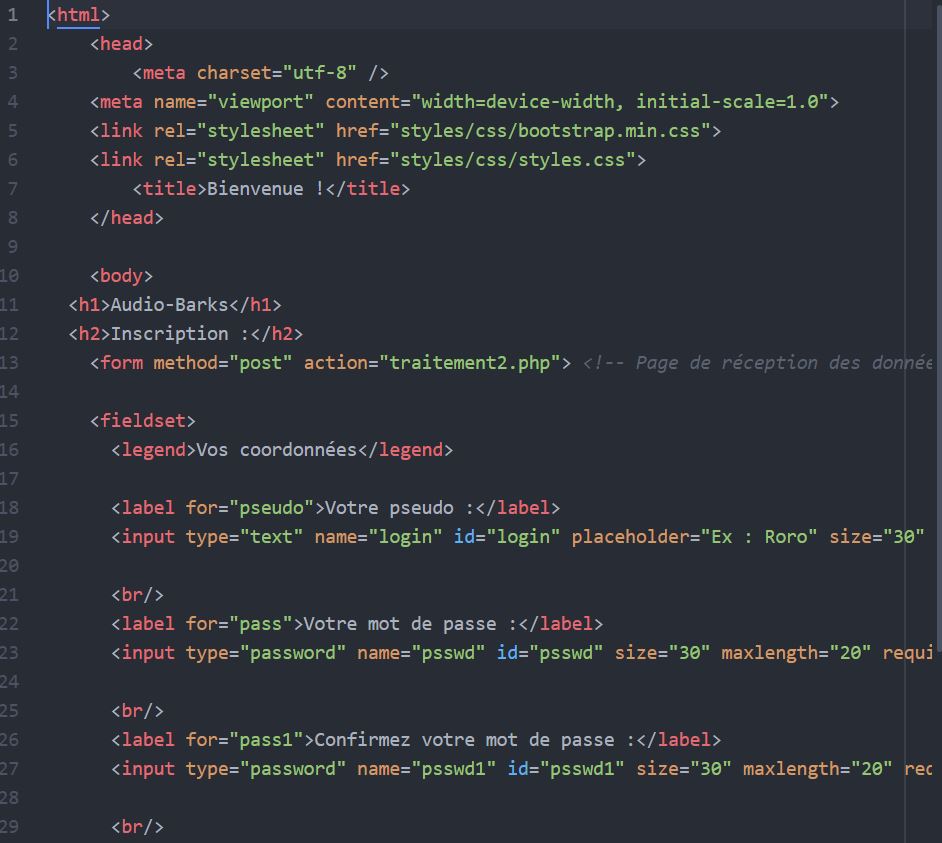 1 <html>
2 <head>
3 <meta charset="utf-8" />
4 <meta name="viewport" content="width=device-width, initial-scale=1.0">
5 <link rel="stylesheet" href="styles/css/bootstrap.min.css">
6 <link rel="stylesheet" href="styles/css/styles.css">
7 <title>Bienvenue !</title>
8 </head>
9
10 <body>
11 <h1>Audio-Barks</h1>
12 <h2>Inscription :</h2>
13 <form method="post" action="traitement2.php"> <!-- Page de réception des donnée
14
15 <fieldset>
16 <legend>Vos coordonnées</legend>
17
18 <label for="pseudo">Votre pseudo :</label>
19 <input type="text" name="login" id="login" placeholder="Ex : Roro" size="30"
20
21 <br/>
22 <label for="pass">Votre mot de passe :</label>
23 <input type="password" name="psswd" id="psswd" size="30" maxlength="20" requi
24
25 <br/>
26 <label for="pass1">Confirmez votre mot de passe :</label>
27 <input type="password" name="psswd1" id="psswd1" size="30" maxlength="20" req
28
29 <br/>